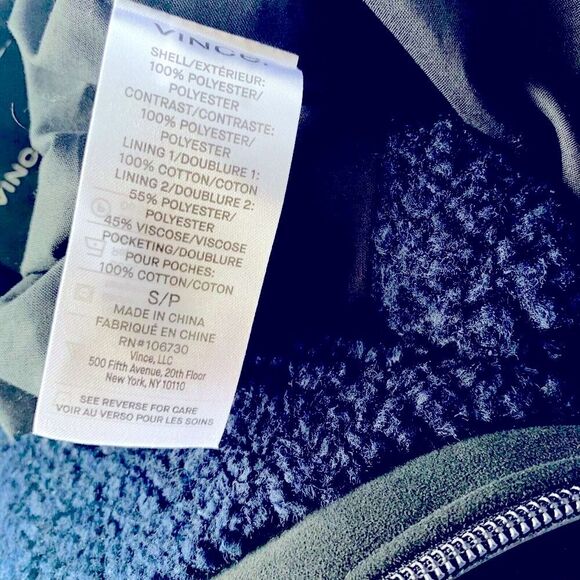 VINCE.
SHELL/EXTÉRIEUR:
100% POLYESTER/
POLYESTER
CONTRAST/CONTRASTE:
100% POLYESTER/
POLYESTER
LINING 1/DOUBLURE 1:
100% COTTON/COTON
LINING 2/DOUBLURE 2:
55% POLYESTER/
POLYESTER
45% VISCOSE/VISCOSE
POCKETING/DOUBLURE
POUR POCHES:
100% COTTON/COTON
S/P
MADE IN CHINA
FABRIQUÉ EN CHINE
RN#106730
Vince, LLC
500 Fifth Avenue, 20th Floor
New York, NY 10110
SEE REVERSE FOR CARE
VOIR AU VERSO POUR LES SOINS
VINC